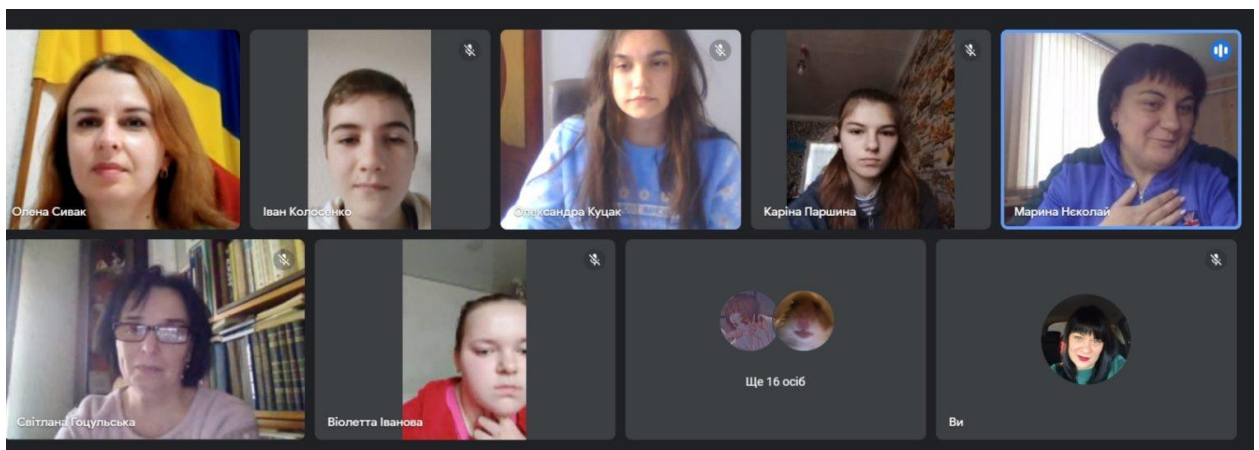 Олена Сивак
Іван Колосенко
Олександра Куцак
Каріна Паршина
Марина Нєколай
Світлана Гоцульська
Віолетта Іванова
Ще 16 осіб
Ви